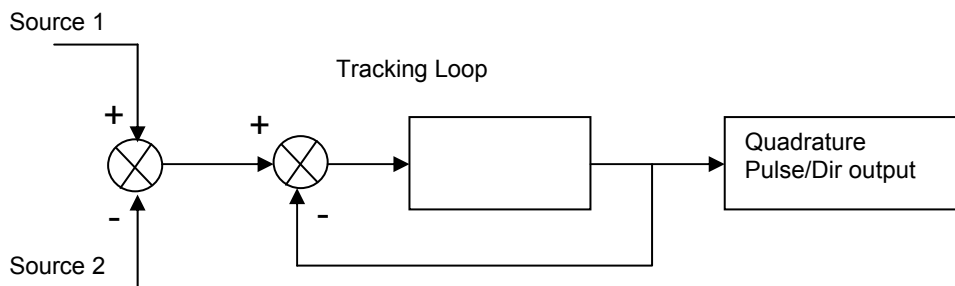 Source 1
Tracking Loop
+
+
Quadrature
Pulse/Dir output
-
-
Source 2